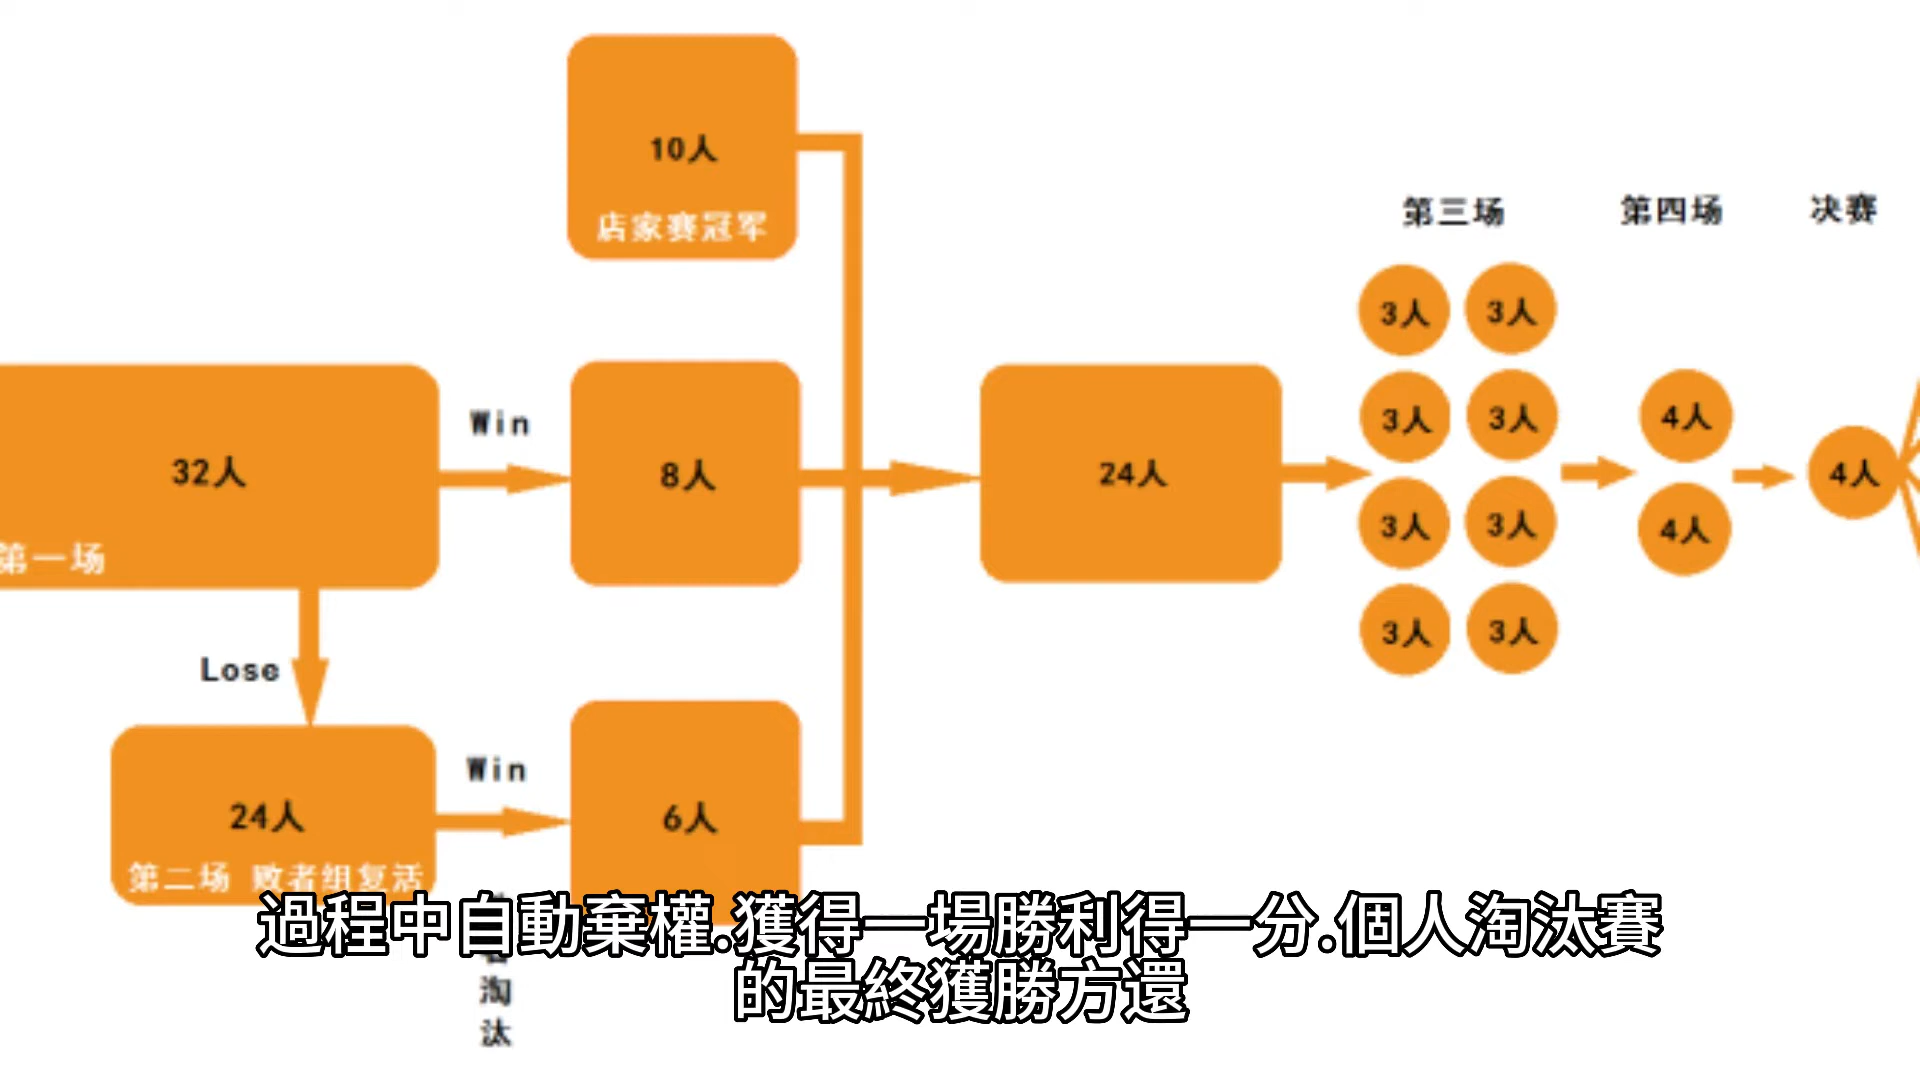 10人
店家赛冠军
第三场
第四场
决赛
3人
3人
3人
3人
3人
3人
3人
3人
4人
4人
4人
32人
第一场
Win
8人
24人
Lose
24人
第二场 败者组复活
Win
6人
淘
汰
過程中自動棄權.獲得一場勝利得一分.個人淘汰賽
的最終獲勝方還